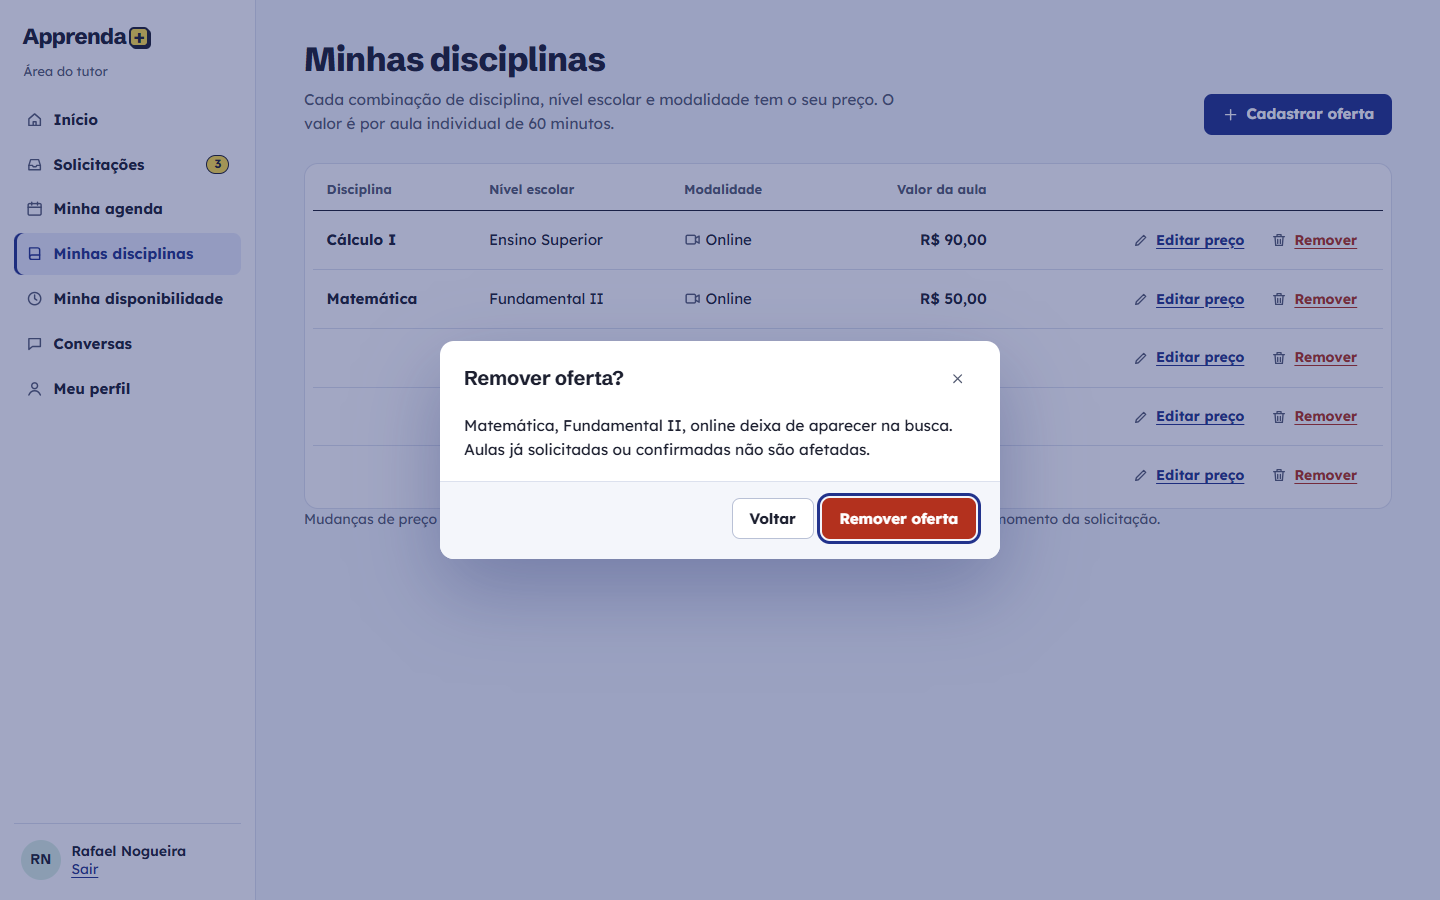 Apprenda+
Área do tutor
Início
Solicitações 3
Minha agenda
Minhas disciplinas
Minha disponibilidade
Conversas
Meu perfil
RN
Rafael Nogueira
Sair
Minhas disciplinas
Cada combinação de disciplina, nível escolar e modalidade tem o seu preço. O
valor é por aula individual de 60 minutos.
+ Cadastrar oferta
Disciplina Nível escolar Modalidade Valor da aula
Cálculo I Ensino Superior Online R$ 90,00 Editar preço Remover
Matemática Fundamental II Online R$ 50,00 Editar preço Remover
Editar preço Remover
Editar preço Remover
Editar preço Remover
Mudanças de preço
momento da solicitação.
Remover oferta?
Matemática, Fundamental II, online deixa de aparecer na busca.
Aulas já solicitadas ou confirmadas não são afetadas.
Voltar Remover oferta